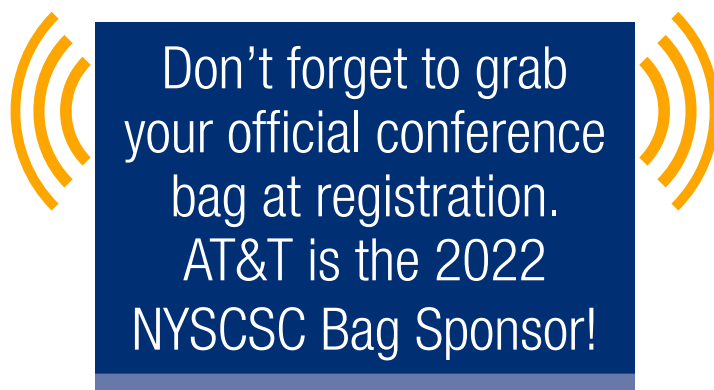 Don’t forget to grab
your official conference
bag at registration.
AT&T is the 2022
NYSCSC Bag Sponsor!